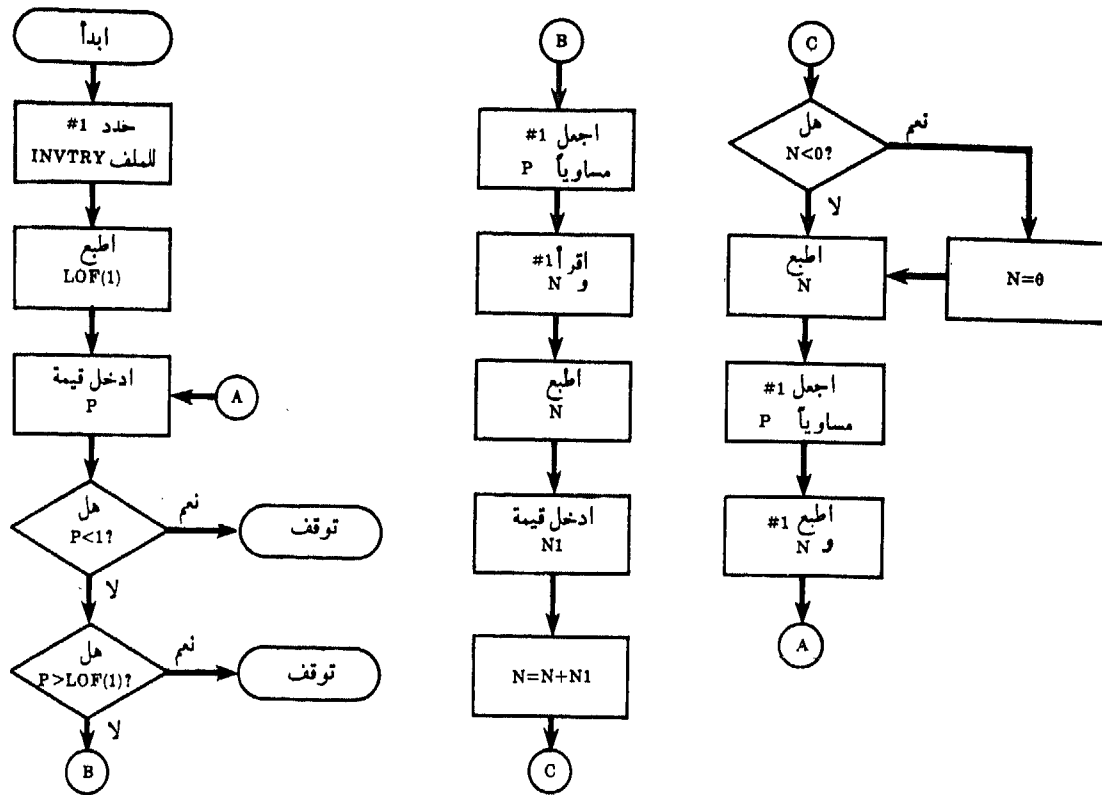 ابدأ
حدد #1
للملف INVTRY
اطبع
LOF(1)
ادخل قيمة
P
A
هل
P<1?
نعم
توقف
لا
هل
P>LOF(1)?
نعم
توقف
لا
B
B
اجعل #1
مساوياً P
اقرأ #1
و N
اطبع
N
ادخل قيمة
N1
N=N+N1
C
C
هل
N<0?
نعم
لا
اطبع
N
N=0
اجعل #1
مساوياً P
اطبع #1
و N
A